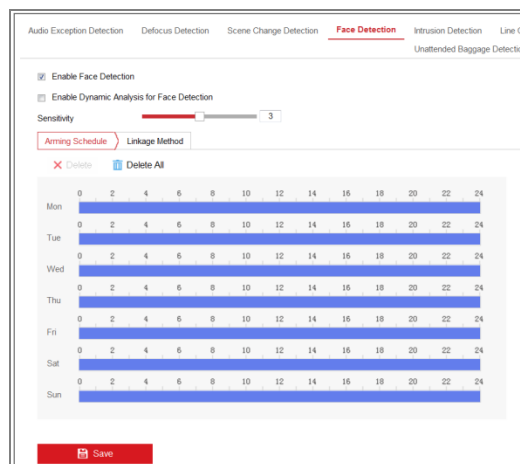 Audio Exception Detection Defocus Detection Scene Change Detection Face Detection Intrusion Detection Line
Unattended Baggage
Enable Face Detection
Enable Dynamic Analysis for Face Detection
Sensitivity 3
Arming Schedule Linkage Method
Delete Delete All
0 2 4 6 8 10 12 14 16 18 20 22 24
Mon
0 2 4 6 8 10 12 14 16 18 20 22 24
Tue
0 2 4 6 8 10 12 14 16 18 20 22 24
Wed
0 2 4 6 8 10 12 14 16 18 20 22 24
Thu
0 2 4 6 8 10 12 14 16 18 20 22 24
Fri
0 2 4 6 8 10 12 14 16 18 20 22 24
Sat
0 2 4 6 8 10 12 14 16 18 20 22 24
Sun
Save